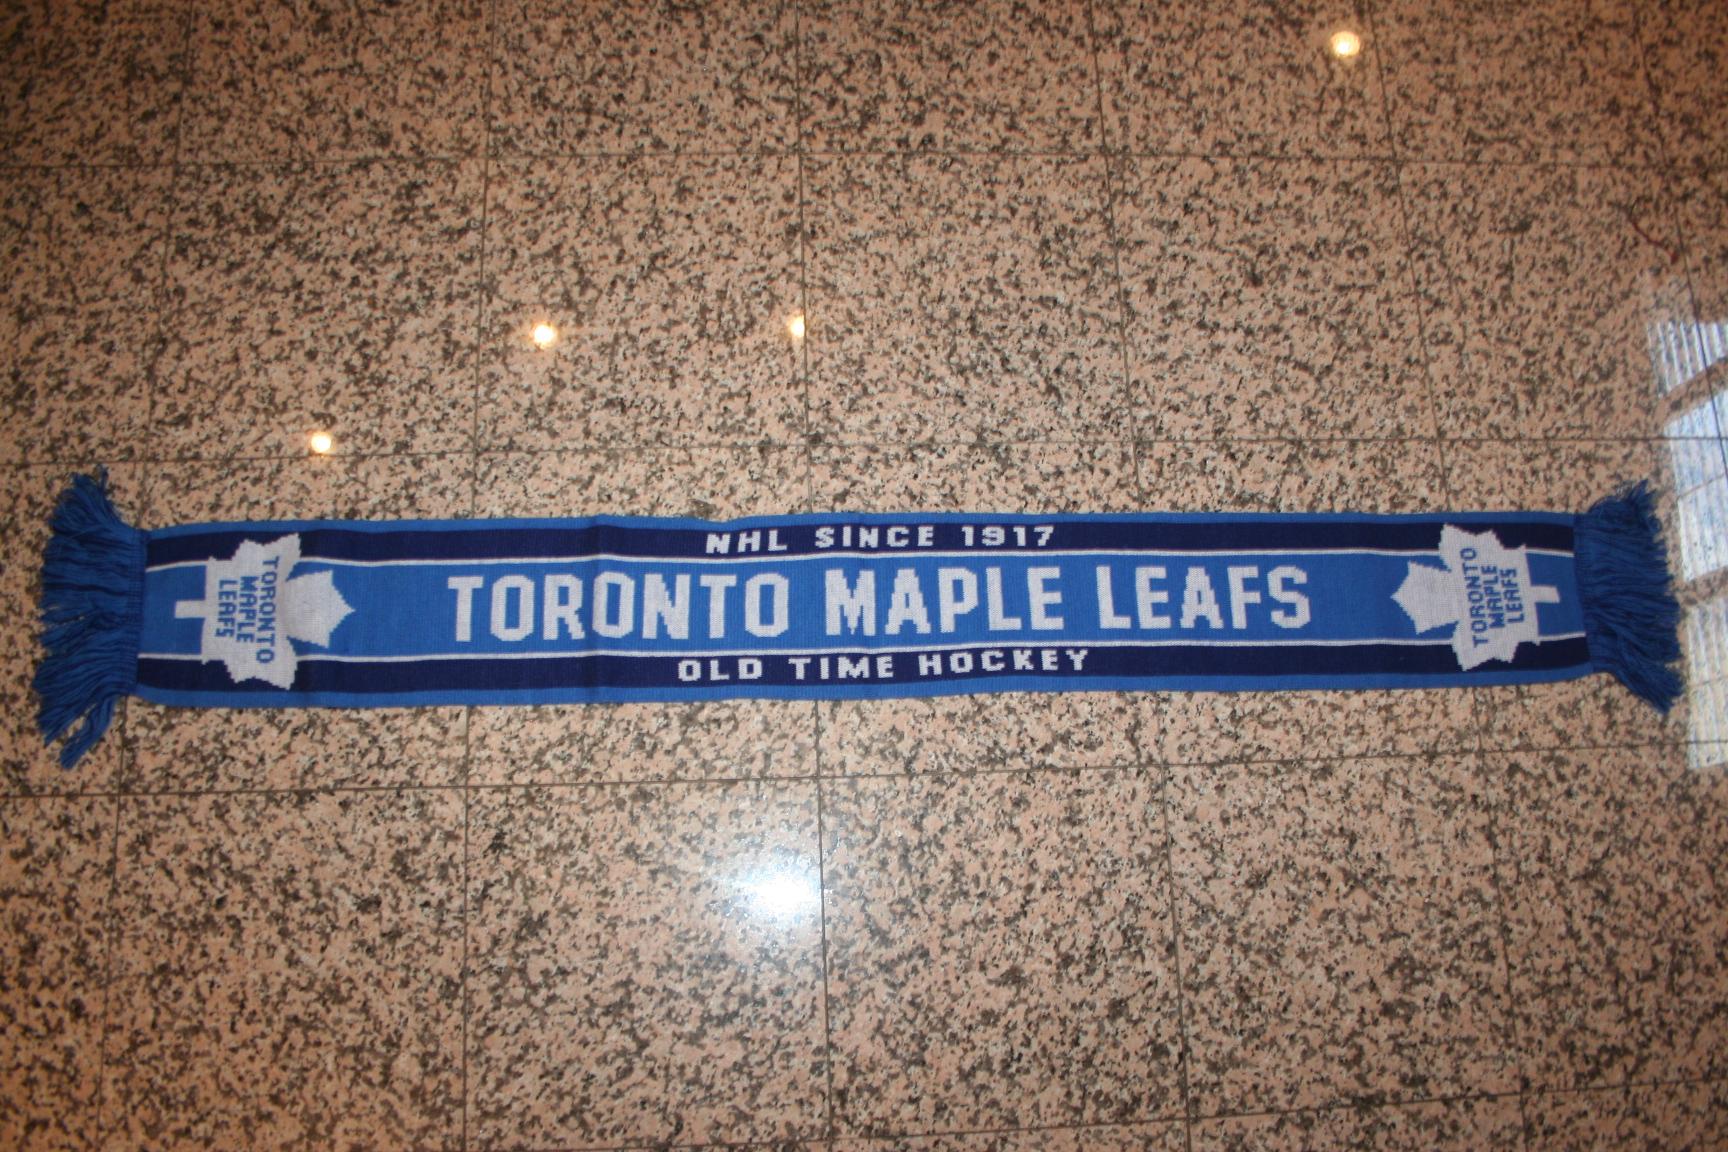 NHL SINCE 1917
TORONTO MAPLE LEAFS
OLD TIME HOCKEY
TORONTO
MAPLE
LEAFS
TORONTO
MAPLE
LEAFS